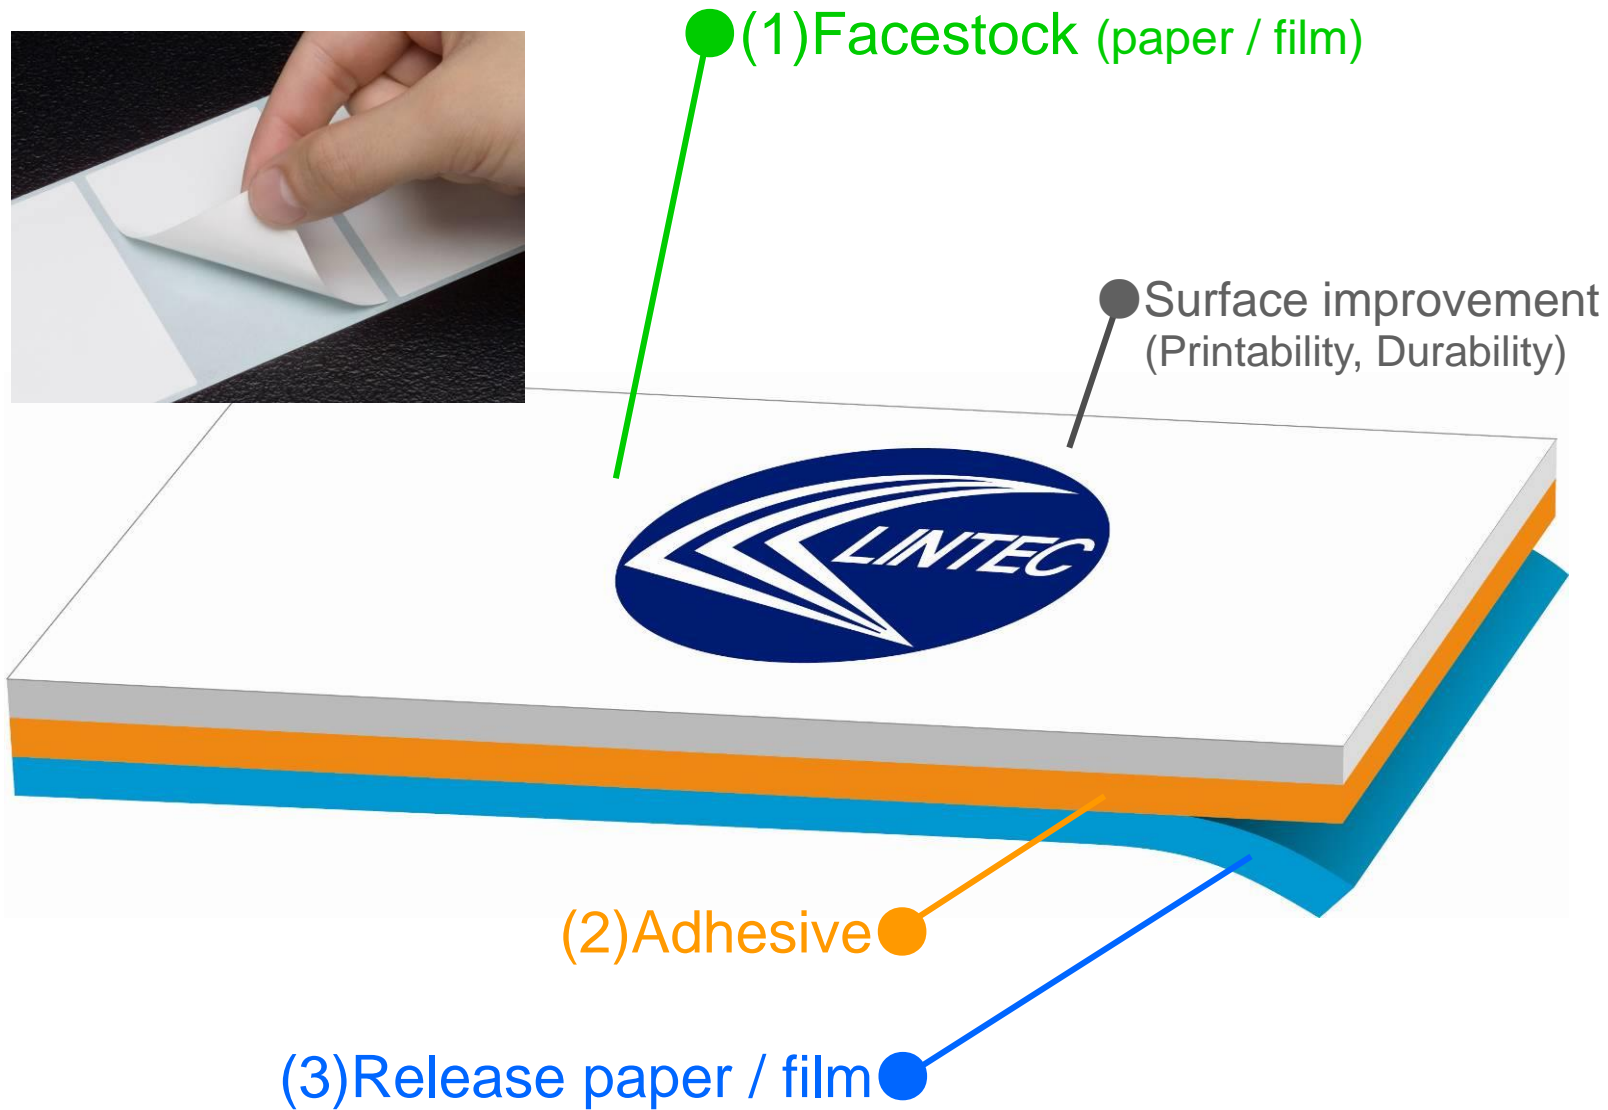 (1)Facestock (paper / film)
Surface improvement
(Printability, Durability)
LINTEC
(2)Adhesive
(3)Release paper / film